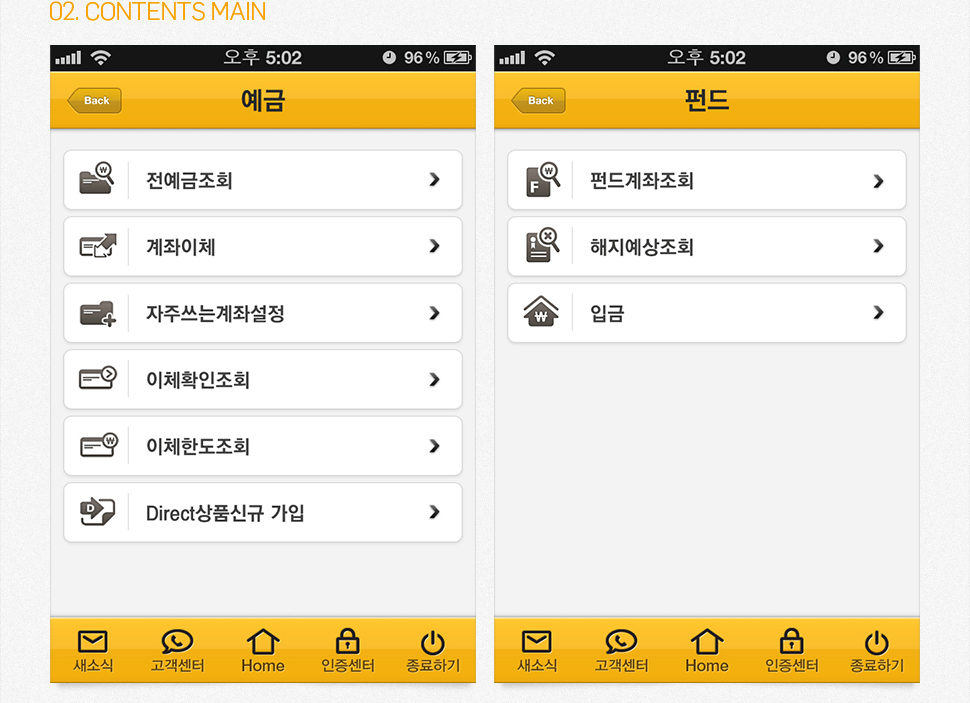 02. CONTENTS MAIN
오후 5:02
96%
Back
예금
전예금조회
계좌이체
자주쓰는계좌설정
이체확인조회
이체한도조회
D
Direct상품신규 가입
새소식
고객센터
Home
인증센터
종료하기
오후 5:02
96%
Back
펀드
F
펀드계좌조회
해지예상조회
입금
새소식
고객센터
Home
인증센터
종료하기